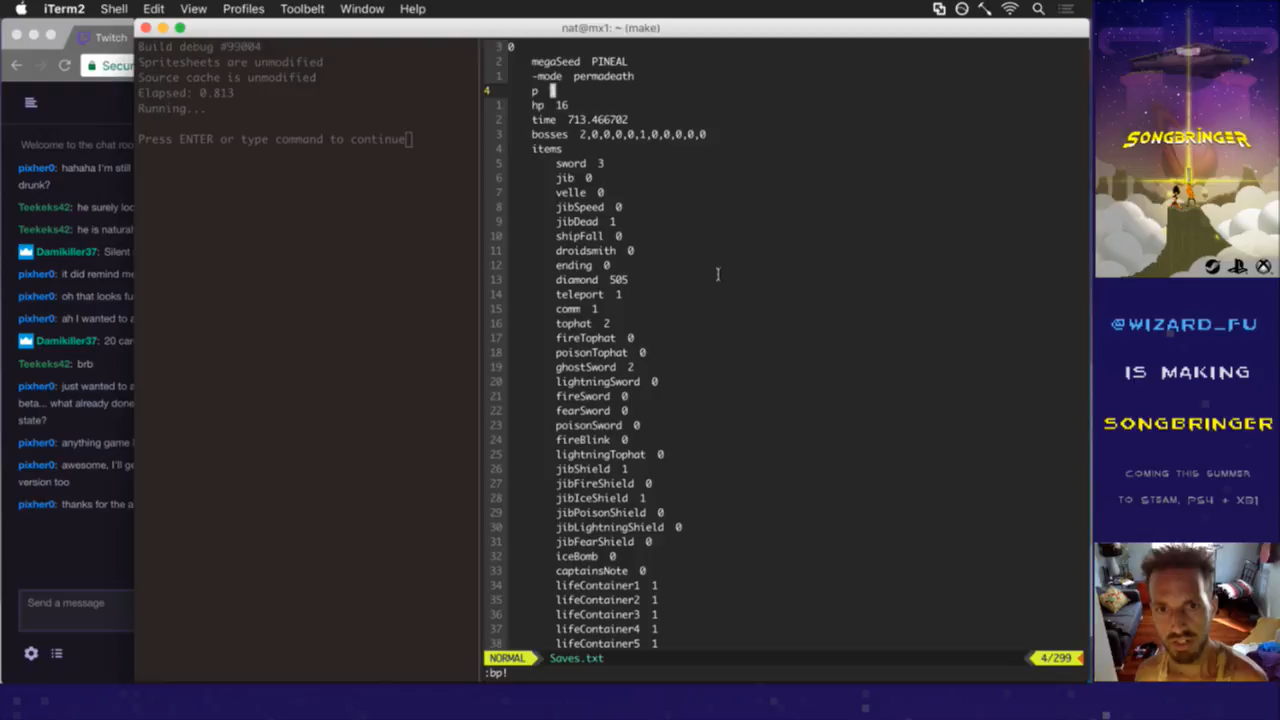 iTerm2 Shell Edit View Profiles Toolbelt Window Help
Twitch
Secur
nat@mx1: ~ (make)
Welcome to the chat roo
pixher0: hahaha I'm still
drunk?
Teekeks42: he surely loo
Teekeks42: he is natural
Damikiller37: Silent
pixher0: it did remind me
pixher0: oh that looks fu
pixher0: ah I wanted to a
Damikiller37: 20 car
Teekeks42: brb
pixher0: just wanted to a
beta... what already done
state?
pixher0: anything game l
pixher0: awesome, I'll ge
version too
pixher0: thanks for the a
Send a message
Build debug #99004
Spritesheets are unmodified
Source cache is unmodified
Elapsed: 0.813
Running...
Press ENTER or type command to continue
3 0
2 megaSeed PINEAL
1 -mode permadeath
4 p
1 hp 16
2 time 713.466702
3 bosses 2,0,0,0,0,1,0,0,0,0,0
4 items
5 sword 3
6 jib 0
7 velle 0
8 jibSpeed 0
9 jibDead 1
10 shipFall 0
11 droidsmith 0
12 ending 0
13 diamond 505
14 teleport 1
15 comm 1
16 tophat 2
17 fireTophat 0
18 poisonTophat 0
19 ghostSword 2
20 lightningSword 0
21 fireSword 0
22 fearSword 0
23 poisonSword 0
24 fireBlink 0
25 lightningTophat 0
26 jibShield 1
27 jibFireShield 0
28 jibIceShield 1
29 jibPoisonShield 0
30 jibLightningShield 0
31 jibFearShield 0
32 iceBomb 0
33 captainsNote 0
34 lifeContainer1 1
35 lifeContainer2 1
36 lifeContainer3 1
37 lifeContainer4 1
38 lifeContainer5 1
NORMAL Saves.txt 4/299
:bp!
SONGBRINGER
@WIZARD_FU
IS MAKING
SONGBRINGER
COMING THIS SUMMER
TO STEAM, PS4 + XB1